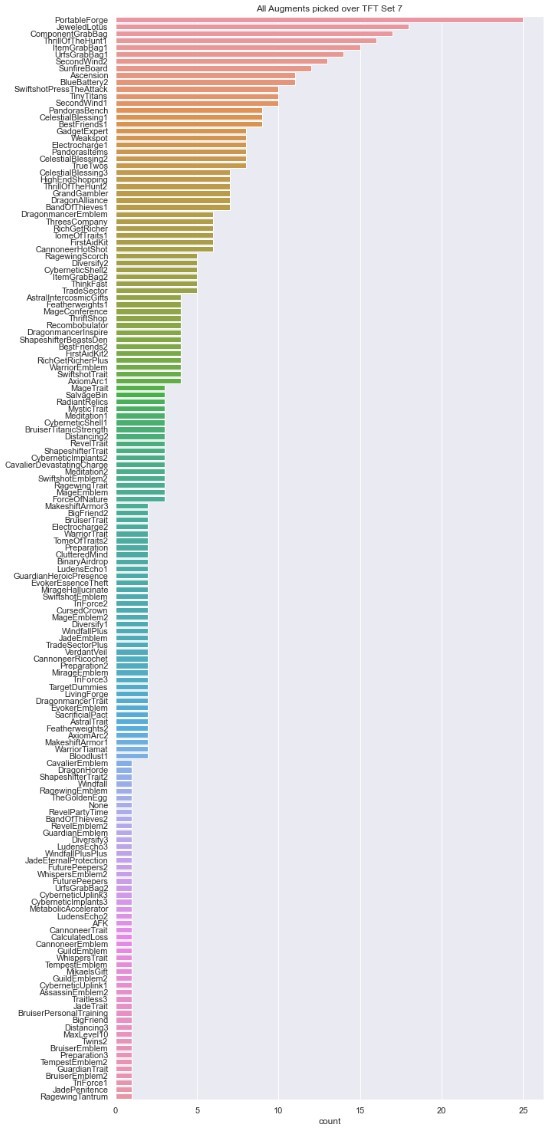 All Augments picked over TFT Set 7
PortableForge
JeweledLotus
ComponentGrabBag
ThrillOfTheHunt1
ItemGrabBag1
UrfsGrabBag1
SecondWind2
SunfireBoard
Ascension
BlueBattery2
SwiftshotPressTheAttack
TinyTitans
SecondWind1
PandorasBench
CelestialBlessing1
BestFriends1
GadgetExpert
Weakspot
Electrocharge1
PandorasItems
CelestialBlessing2
TrueTwos
CelestialBlessing3
HighEndShopping
ThrillOfTheHunt2
GrandGambler
DragonAlliance
BandOfThieves1
DragonmancerEmblem
ThreesCompany
RichGetRicher
TomeOfTraits1
FirstAidKit
CannoneerHotShot
RagewingScorch
Diversify2
CyberneticShell2
ItemGrabBag2
ThinkFast
TradeSector
AstralIntercosmicGifts
Featherweights1
MageConference
ThriftShop
Recombobulator
DragonmancerInspire
ShapeshifterBeastsDen
BestFriends2
FirstAidKit2
RichGetRicherPlus
WarriorEmblem
SwiftshotTrait
AxiomArc1
MageTrait
SalvageBin
RadiantRelics
MysticTrait
Meditation1
CyberneticShell1
BruiserTitanicStrength
Distancing2
RevelTrait
ShapeshifterTrait
CyberneticImplants2
CavalierDevastatingCharge
Meditation2
SwiftshotEmblem2
RagewingTrait
MageEmblem
ForceOfNature
MakeshiftArmor3
BigFriend2
BruiserTrait
Electrocharge2
WarriorTrait
TomeOfTraits2
Preparation
ClutteredMind
BinaryAirdrop
LudensEcho1
GuardianHeroicPresence
EvokerEssenceTheft
MirageHallucinate
SwiftshotEmblem
TriForce2
CursedCrown
MageEmblem2
Diversify1
WindfallPlus
JadeEmblem
TradeSectorPlus
VerdantVeil
CannoneerRicochet
Preparation2
MirageEmblem
TriForce3
TargetDummies
LivingForge
DragonmancerTrait
EvokerEmblem
SacrificialPact
AstralTrait
Featherweights2
AxiomArc2
MakeshiftArmor1
WarriorTiamat
Bloodlust1
CavalierEmblem
DragonHorde
ShapeshifterTrait2
Windfall
RagewingEmblem
TheGoldenEgg
None
RevelPartyTime
BandOfThieves2
RevelEmblem2
GuardianEmblem
Diversify3
LudensEcho3
WindfallPlusPlus
JadeEternalProtection
FuturePeepers2
WhispersEmblem2
FuturePeepers
UrfsGrabBag2
CyberneticUplink3
CyberneticImplants3
MetabolicAccelerator
LudensEcho2
AFK
CannoneerTrait
CalculatedLoss
CannoneerEmblem
GuildEmblem
WhispersTrait
TempestEmblem
MikaelsGift
GuildEmblem2
CyberneticUplink1
AssassinEmblem2
Traitless3
JadeTrait
BruiserPersonalTraining
BigFriend
Distancing3
MaxLevel10
Twins2
BruiserEmblem
Preparation3
TempestEmblem2
GuardianTrait
BruiserEmblem2
TriForce1
JadePenitence
RagewingTantrum
0 5 10 15 20 25
count